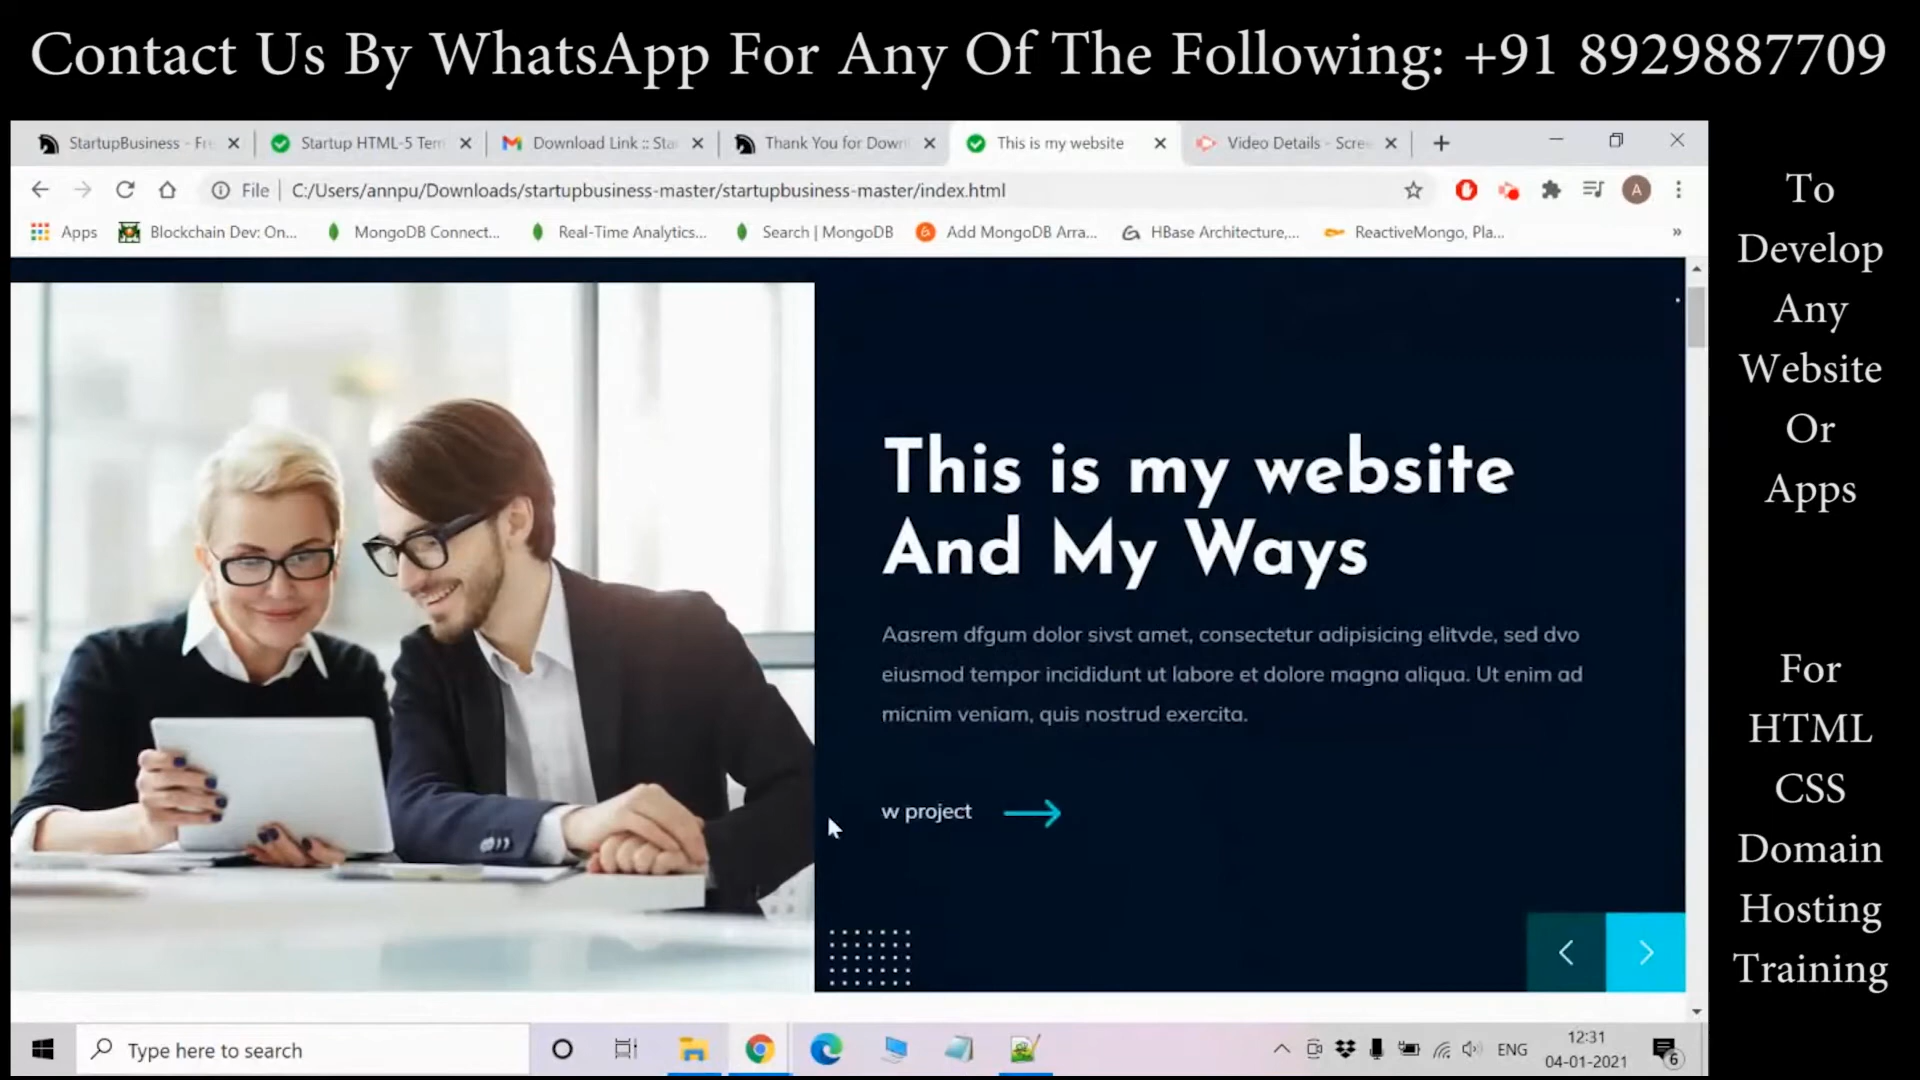 Contact Us By WhatsApp For Any Of The Following: +91 8929887709
StartupBusiness - Fr
Startup HTML-5 Tem
Download Link :: Sta
Thank You for Down
This is my website
Video Details - Scre
File
C:/Users/annpu/Downloads/startupbusiness-master/startupbusiness-master/index.html
A
Apps
Blockchain Dev: On...
MongoDB Connect...
Real-Time Analytics...
Search | MongoDB
Add MongoDB Arra...
HBase Architecture,...
ReactiveMongo, Pla...
»
This is my website
And My Ways
Aasrem dfgum dolor sivst amet, consectetur adipisicing elitvde, sed dvo
eiusmod tempor incididunt ut labore et dolore magna aliqua. Ut enim ad
micnim veniam, quis nostrud exercita.
w project
To
Develop
Any
Website
Or
Apps
For
HTML
CSS
Domain
Hosting
Training
Type here to search
ENG
12:31
04-01-2021
6